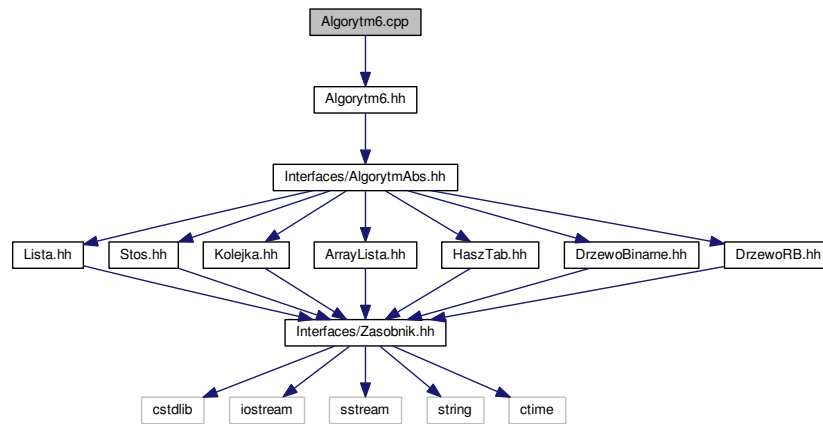 Algorytm6.cpp
Algorytm6.hh
Interfaces/AlgorytmAbs.hh
Lista.hh
Stos.hh
Kolejka.hh
ArrayLista.hh
HaszTab.hh
DrzewoBiname.hh
DrzewoRB.hh
Interfaces/Zasobnik.hh
cstdlib
iostream
sstream
string
ctime